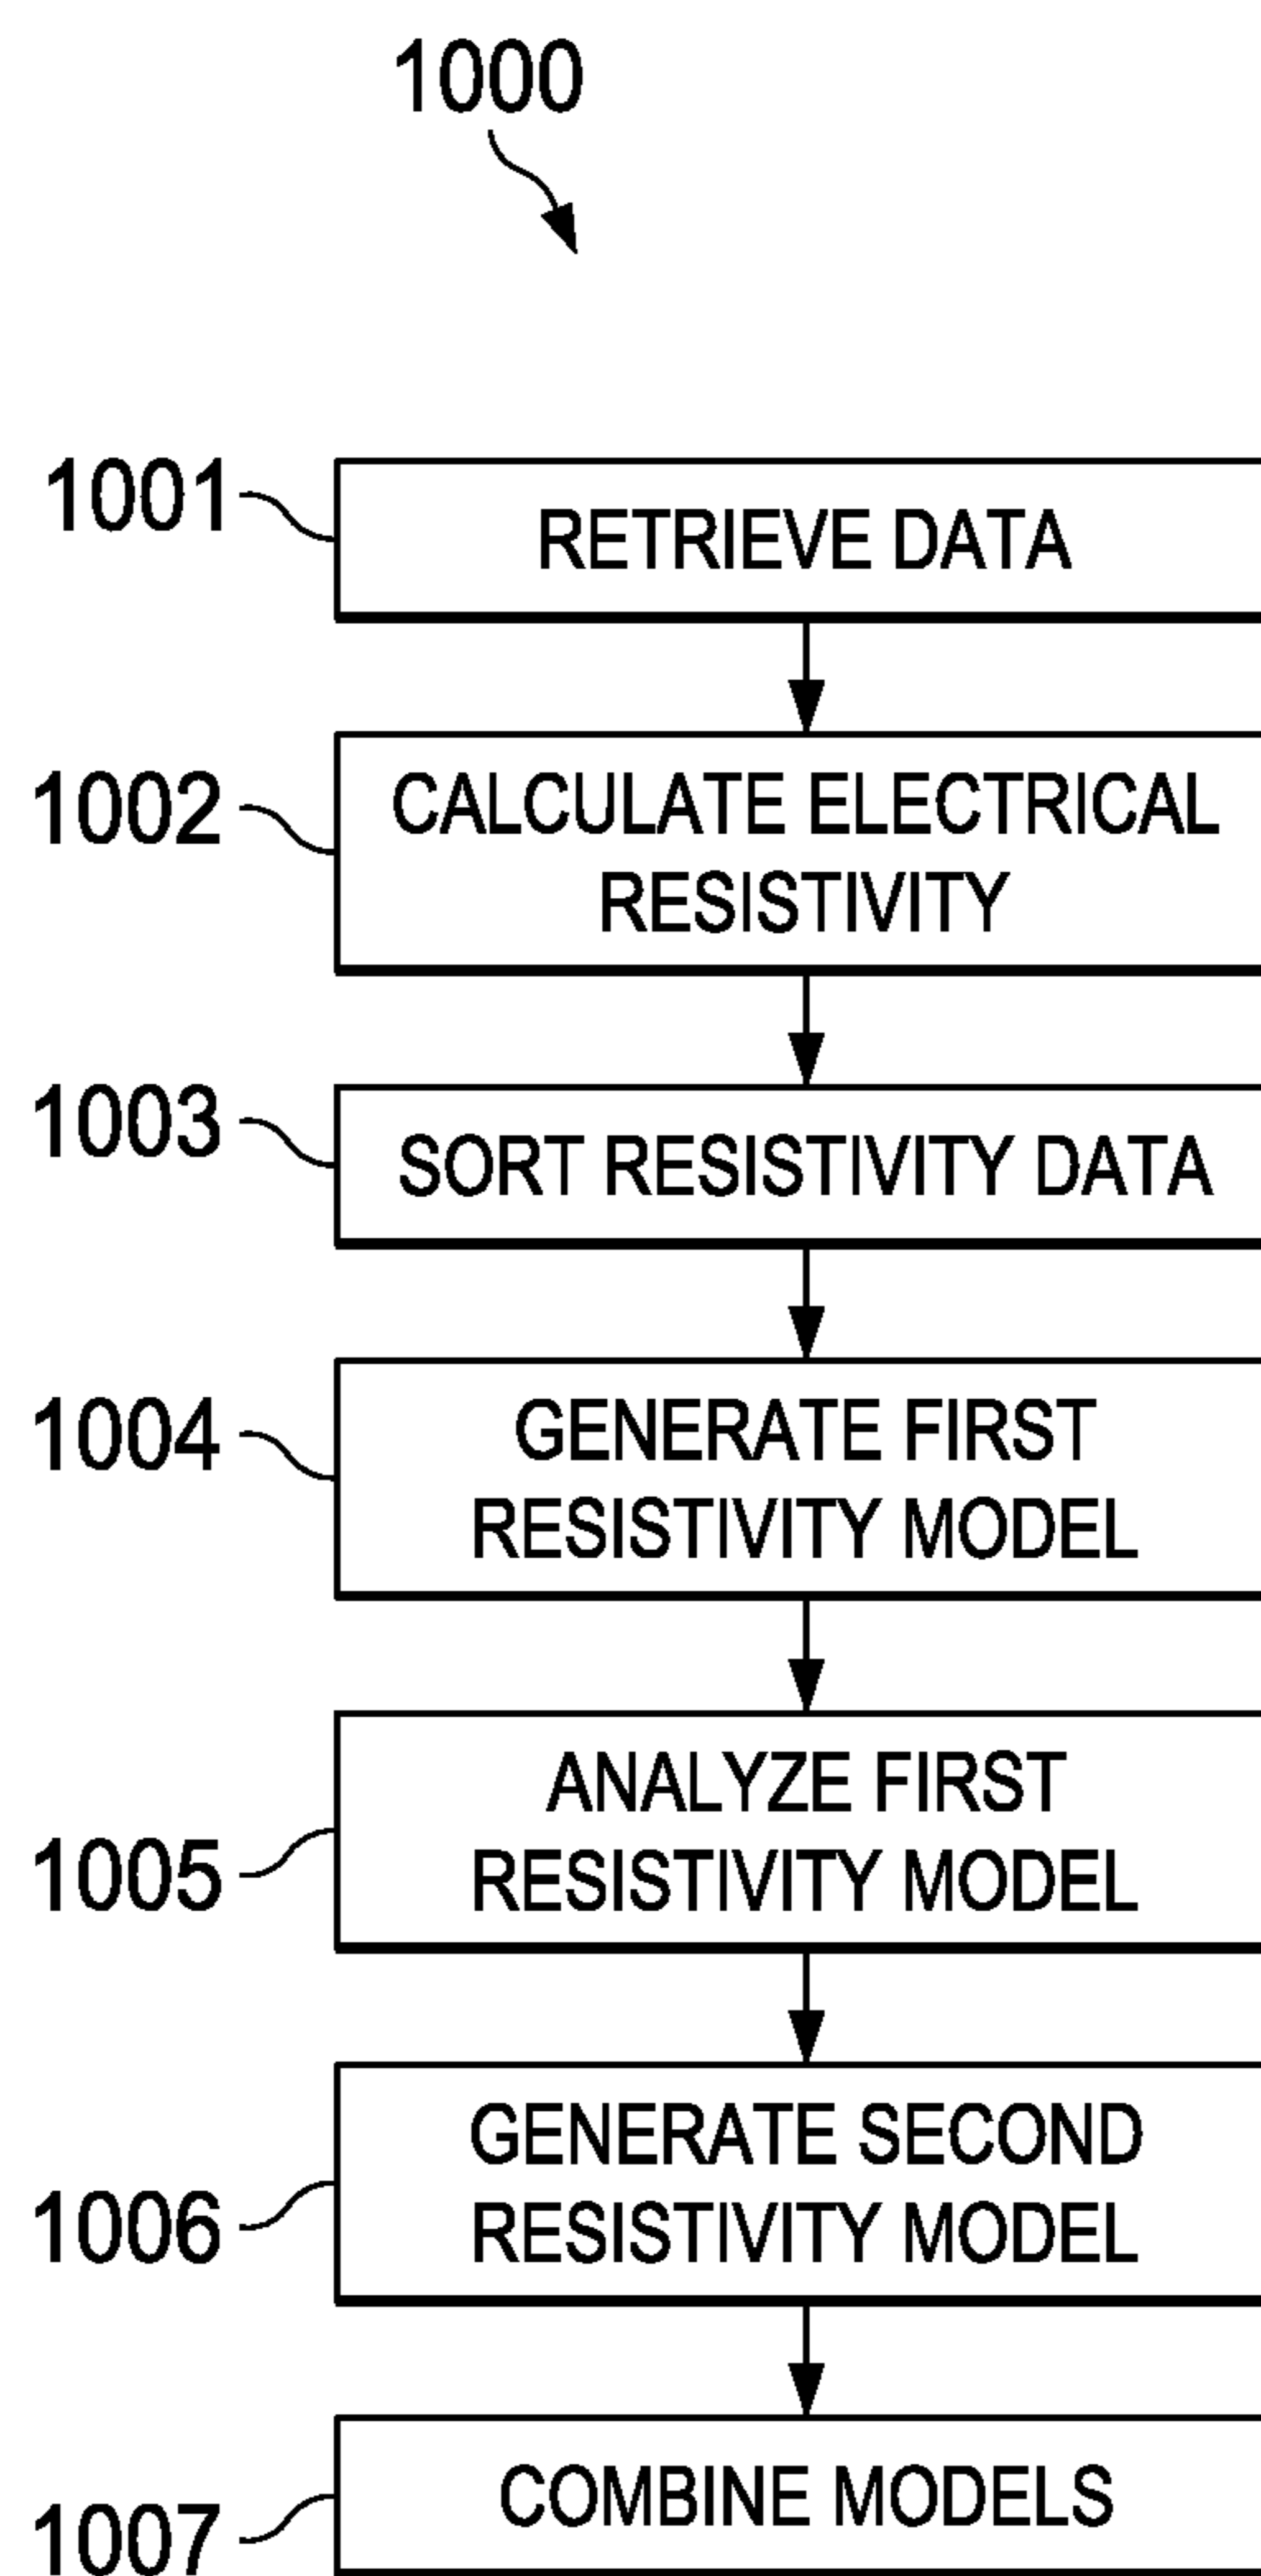 1000
1001
RETRIEVE DATA
1002
CALCULATE ELECTRICAL
RESISTIVITY
1003
SORT RESISTIVITY DATA
1004
GENERATE FIRST
RESISTIVITY MODEL
1005
ANALYZE FIRST
RESISTIVITY MODEL
1006
GENERATE SECOND
RESISTIVITY MODEL
1007
COMBINE MODELS